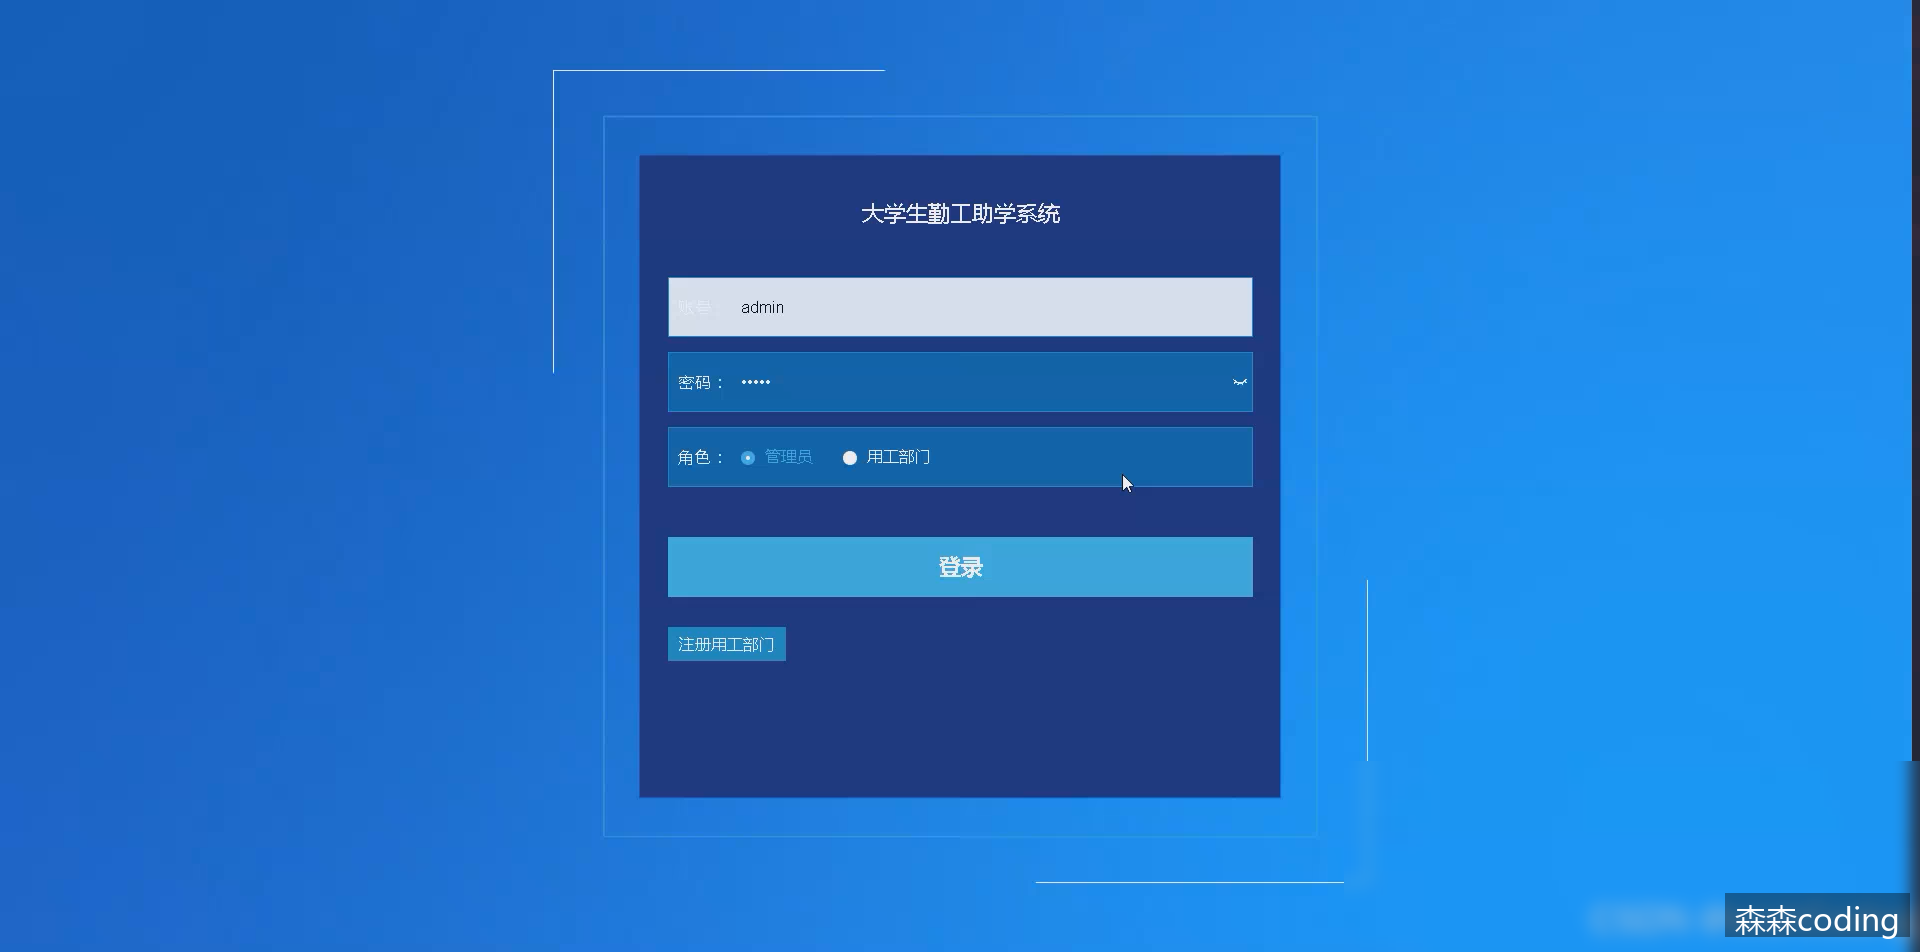 大学生勤工助学系统
账号： admin
密码： •••••
角色： 管理员 用工部门
登录
注册用工部门
森森coding